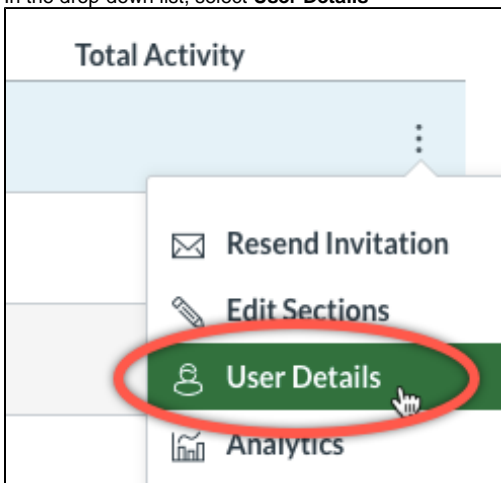 In the drop-down list, select User Details
Total Activity
Resend Invitation
Edit Sections
User Details
Analytics